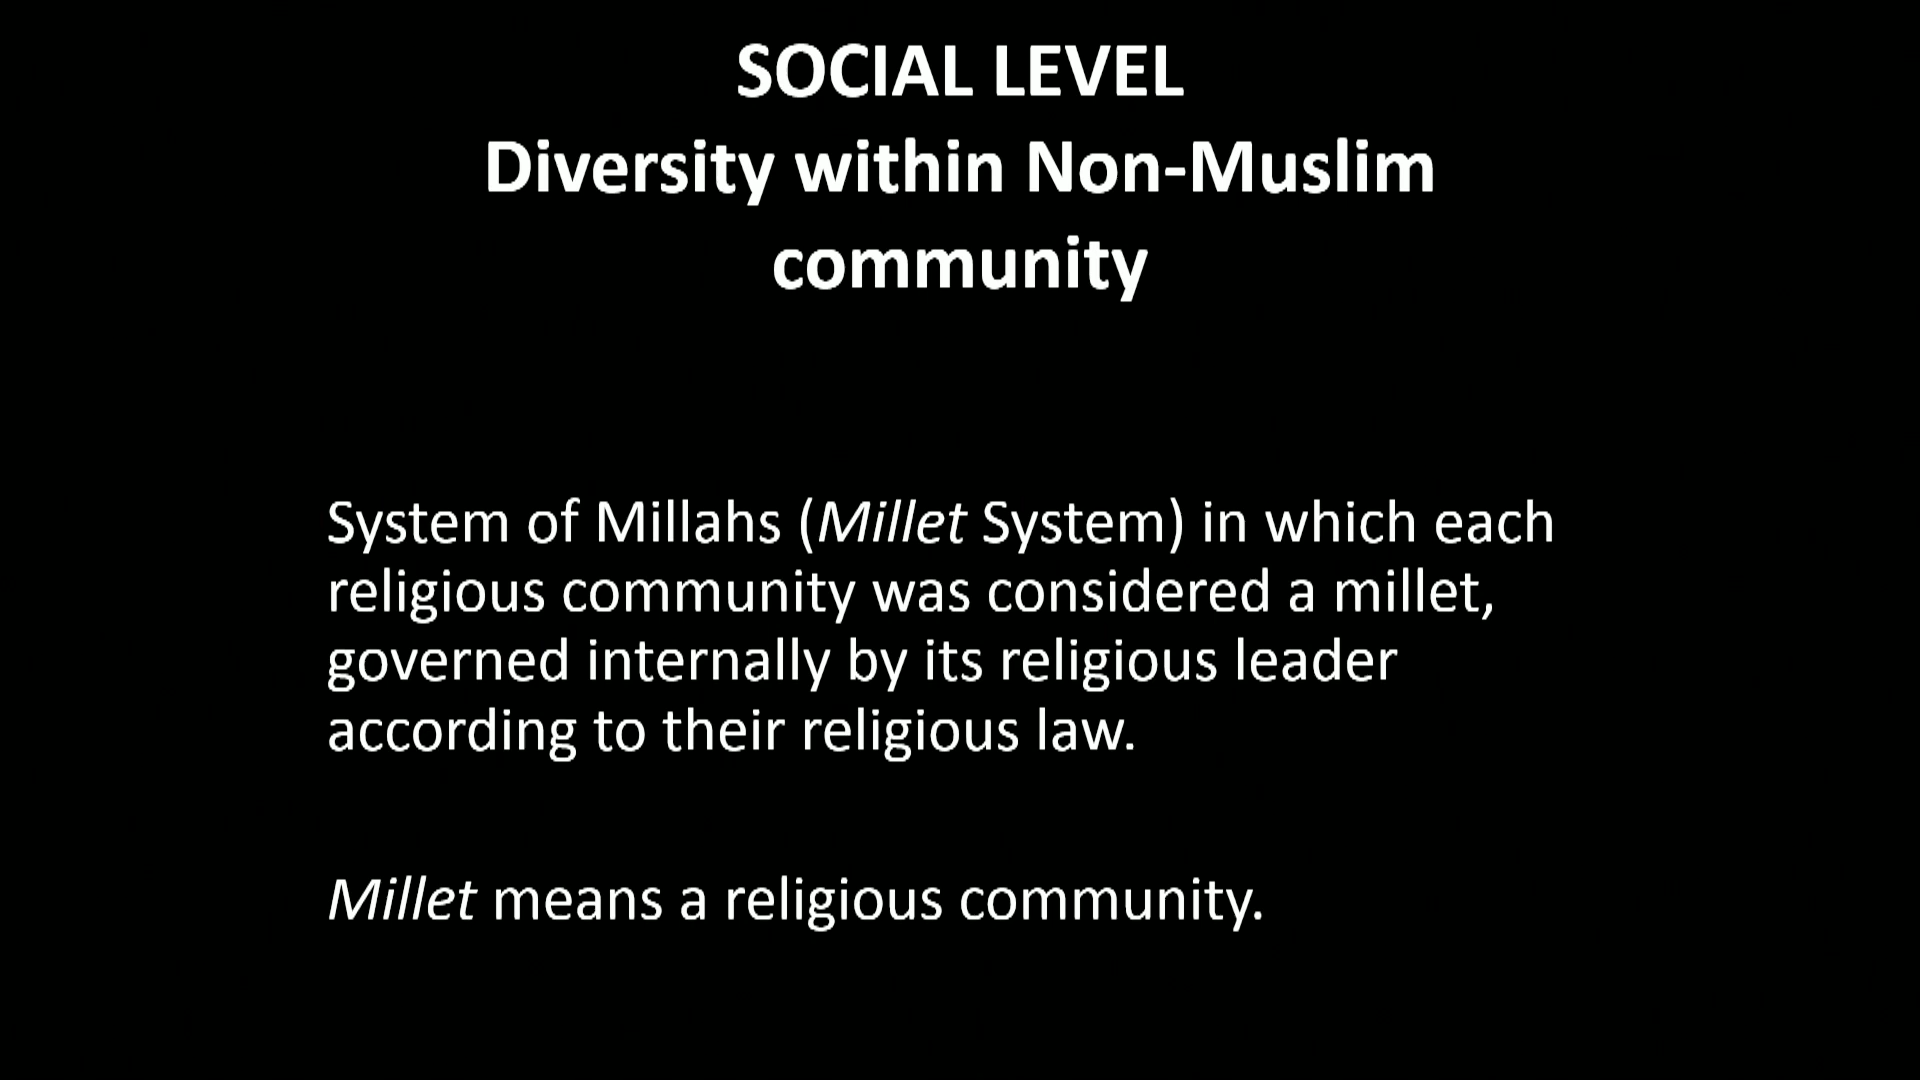 SOCIAL LEVEL
Diversity within Non-Muslim
community
System of Millahs (Millet System) in which each
religious community was considered a millet,
governed internally by its religious leader
according to their religious law.
Millet means a religious community.